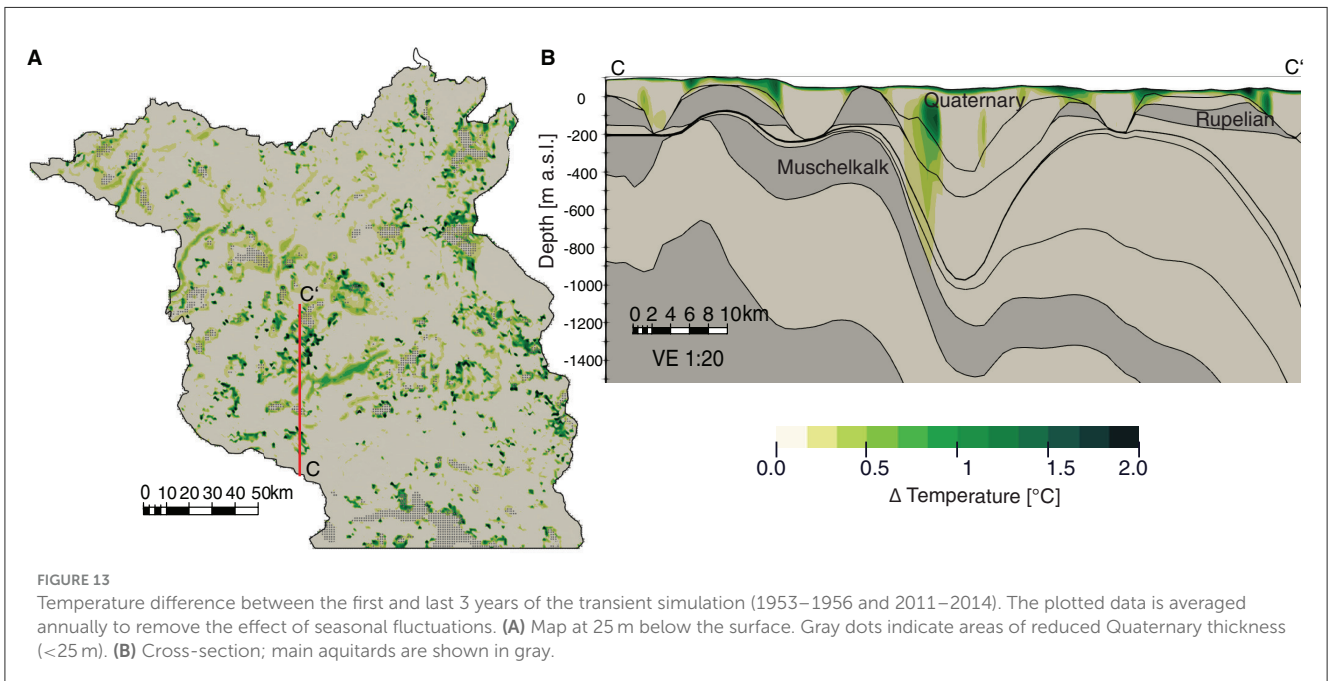 A
B
C
C'
0
-200
-400
-600
-800
-1000
-1200
-1400
Depth [m a.s.l.]
Quaternary
Rupelian
Muschelkalk
0 2 4 6 8 10km
VE 1:20
C'
C
0 10 20 30 40 50km
0.0 0.5 1 1.5 2.0
Δ Temperature [°C]
FIGURE 13
Temperature difference between the first and last 3 years of the transient simulation (1953–1956 and 2011–2014). The plotted data is averaged
annually to remove the effect of seasonal fluctuations. (A) Map at 25 m below the surface. Gray dots indicate areas of reduced Quaternary thickness
(<25 m). (B) Cross-section; main aquitards are shown in gray.